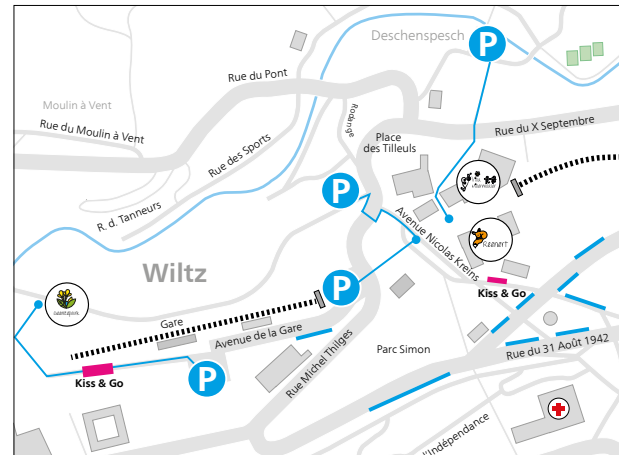 Deschenspesch
P
Rue du Pont
Moulin à Vent
Rue du Moulin à Vent
Rodange
Place
des Tilleuls
Rue du X Septembre
Rue des Sports
R. d. Tanneurs
P
Avenue Nicolas Kreins
Reenert
Wiltz
P
Kiss & Go
Gare
Avenue de la Gare
Parc Simon
Rue du 31 Août 1942
Rue Michel Thilges
P
Kiss & Go
l'Indépendance